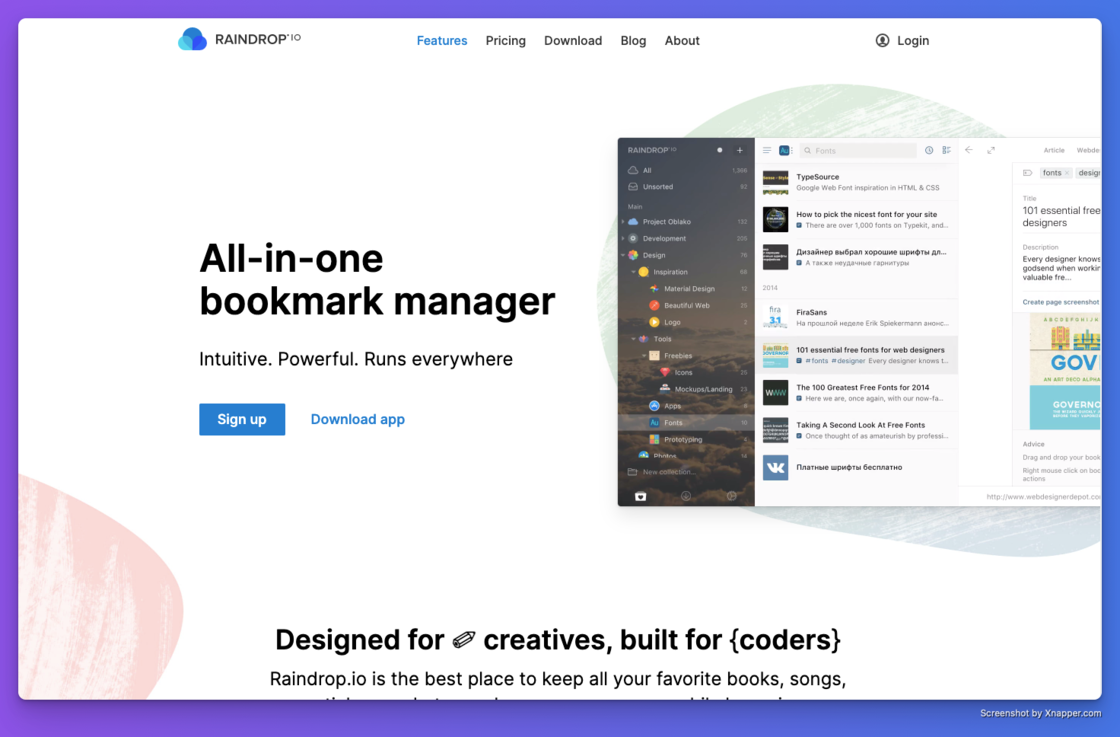 RAINDROP.IO
Features Pricing Download Blog About
Login
All-in-one
bookmark manager
Intuitive. Powerful. Runs everywhere
Sign up Download app
RAINDROP.IO
All 1,366
Unsorted 92
Main
Project Oblako 132
Development 205
Design 76
Inspiration 68
Material Design 12
Beautiful Web 25
Logo 2
Tools
Freebies
Icons 25
Mockups/Landing 23
Apps
Fonts 10
Prototyping 4
Photos 14
New collection...
Au Fonts
TypeSource
Google Web Font inspiration in HTML & CSS
How to pick the nicest font for your site
There are over 1,000 fonts on Typekit, and...
Дизайнер выбрал хорошие шрифты дл...
А также неудачные гарнитуры
2014
fira
3.1
FiraSans
На прошлой неделе Erik Spiekermann анонс...
101 essential free fonts for web designers
#fonts #designer Every designer knows t...
The 100 Greatest Free Fonts for 2014
Here we are, once again, with our now-fa...
Taking A Second Look At Free Fonts
Once thought of as amateurish by professi...
Платные шрифты бесплатно
Article Webde
fonts × design
Title
101 essential free
designers
Description
Every designer knows
godsend when workin
valuable fre...
Create page screenshot
ABCDEFGHIJK
GOV
AN ART DECO ALPHA
GOVERNO
Advice
Drag and drop your book
Right mouse click on boo
actions
http://www.webdesignerdepot.co
Designed for creatives, built for {coders}
Raindrop.io is the best place to keep all your favorite books, songs,
Screenshot by Xnapper.com